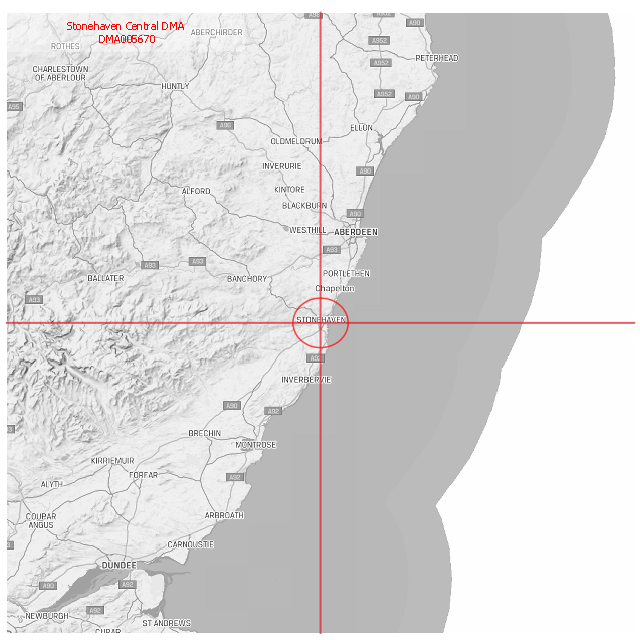 Stonehaven Central DMA
DMA005670
A98
A952
A90
ROTHES
ABERCHIRDER
A952
A952
PETERHEAD
CHARLESTOWN
OF ABERLOUR
HUNTLY
A952
A90
A95
A96
ELLON
OLDMELDRUM
INVERURIE
A90
ALFORD
KINTORE
BLACKBURN
A90
WESTHILL
ABERDEEN
A93
A93
A93
BALLATER
BANCHORY
PORTLETHEN
Chapelton
A93
STONEHAVEN
A92
INVERBERVIE
A90
A92
BRECHIN
MONTROSE
KIRRIEMUIR
FORFAR
A92
ALYTH
COUPAR
ANGUS
ARBROATH
CARNOUSTIE
DUNDEE
A90
A92
A92
NEWBURGH
ST ANDREWS
CUPAR